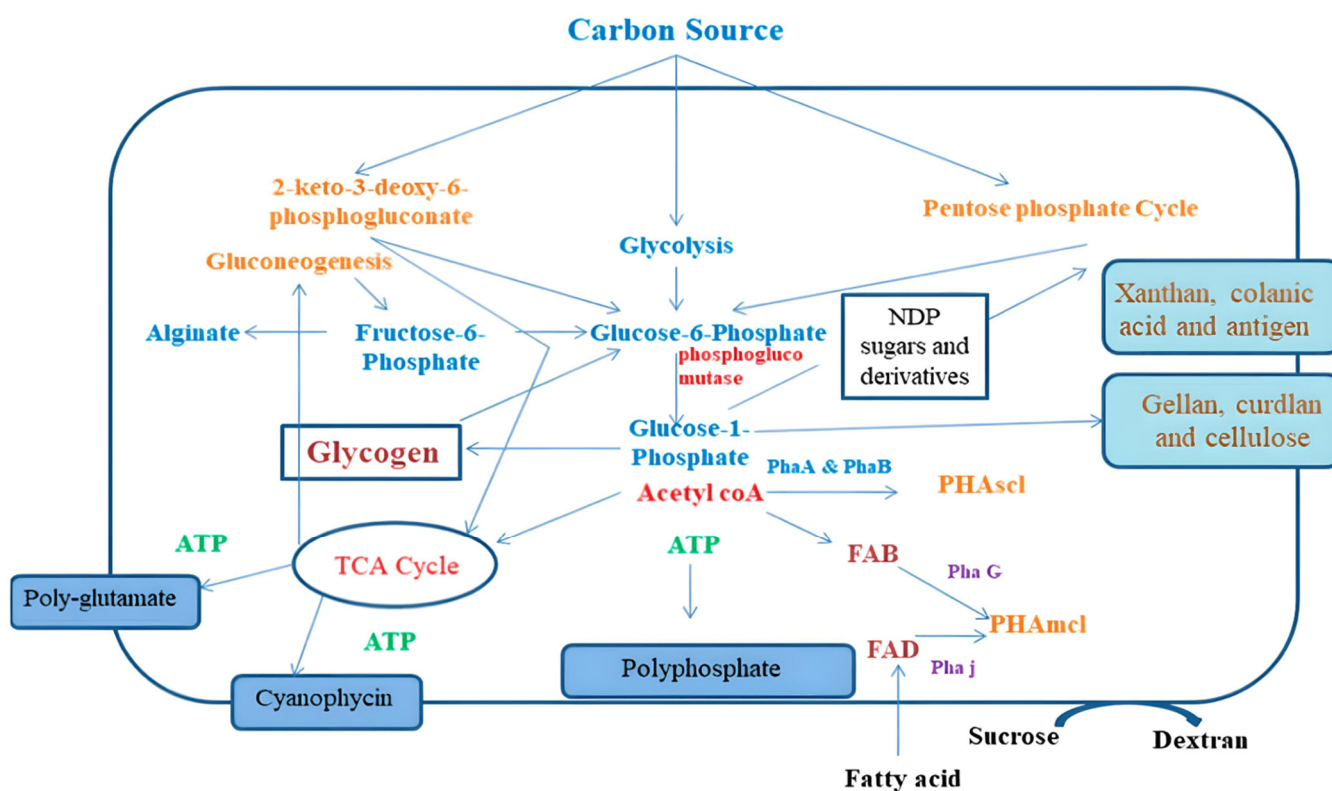 Carbon Source
2-keto-3-deoxy-6-
phosphogluconate
Pentose phosphate Cycle
Glycolysis
Gluconeogenesis
Xanthan, colanic
acid and antigen
NDP
sugars and
derivatives
Alginate
Fructose-6-
Phosphate
Glucose-6-Phosphate
phosphogluco
mutase
Gellan, curdlan
and cellulose
Glycogen
Glucose-1-
Phosphate
PhaA & PhaB
Acetyl coA
PHAscl
ATP
TCA Cycle
ATP
FAB
Pha G
Poly-glutamate
PHAmcl
ATP
FAD
Pha j
Polyphosphate
Cyanophycin
Sucrose
Dextran
Fatty acid